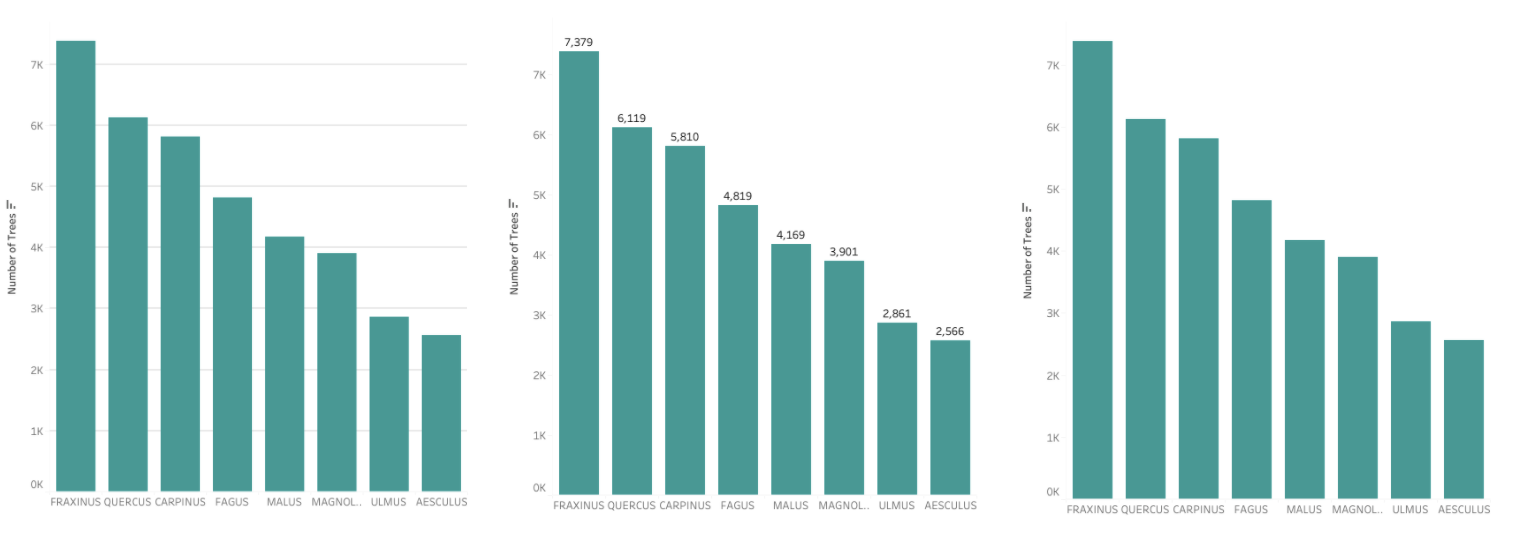 7K
6K
5K
4K
3K
2K
1K
0K
Number of Trees
FRAXINUS QUERCUS CARPINUS FAGUS MALUS MAGNOL.. ULMUS AESCULUS
7,379
6,119
5,810
4,819
4,169
3,901
2,861
2,566
7K
6K
5K
4K
3K
2K
1K
0K
Number of Trees
FRAXINUS QUERCUS CARPINUS FAGUS MALUS MAGNOL.. ULMUS AESCULUS
7K
6K
5K
4K
3K
2K
1K
0K
Number of Trees
FRAXINUS QUERCUS CARPINUS FAGUS MALUS MAGNOL.. ULMUS AESCULUS